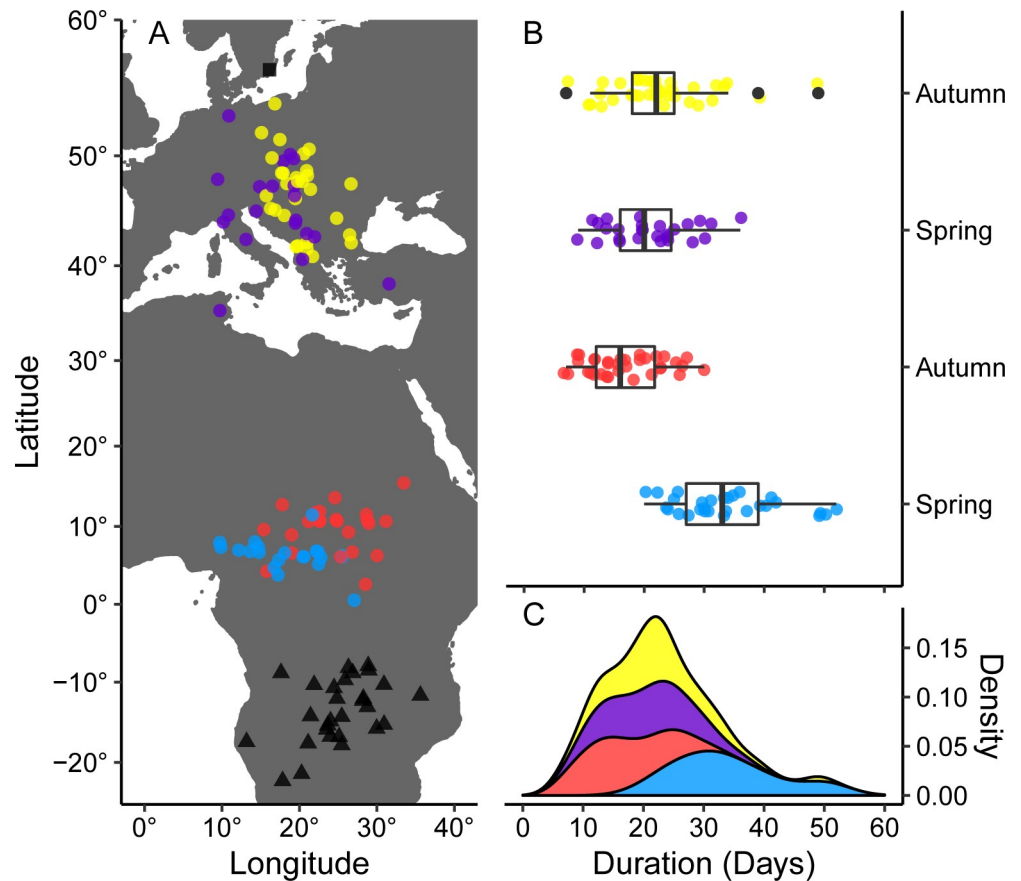 A
60°
50°
40°
30°
20°
10°
0°
−10°
−20°
Latitude
0° 10° 20° 30° 40°
Longitude
B
Autumn
Spring
Autumn
Spring
C
0.15
0.10
0.05
0.00
Density
0 10 20 30 40 50 60
Duration (Days)